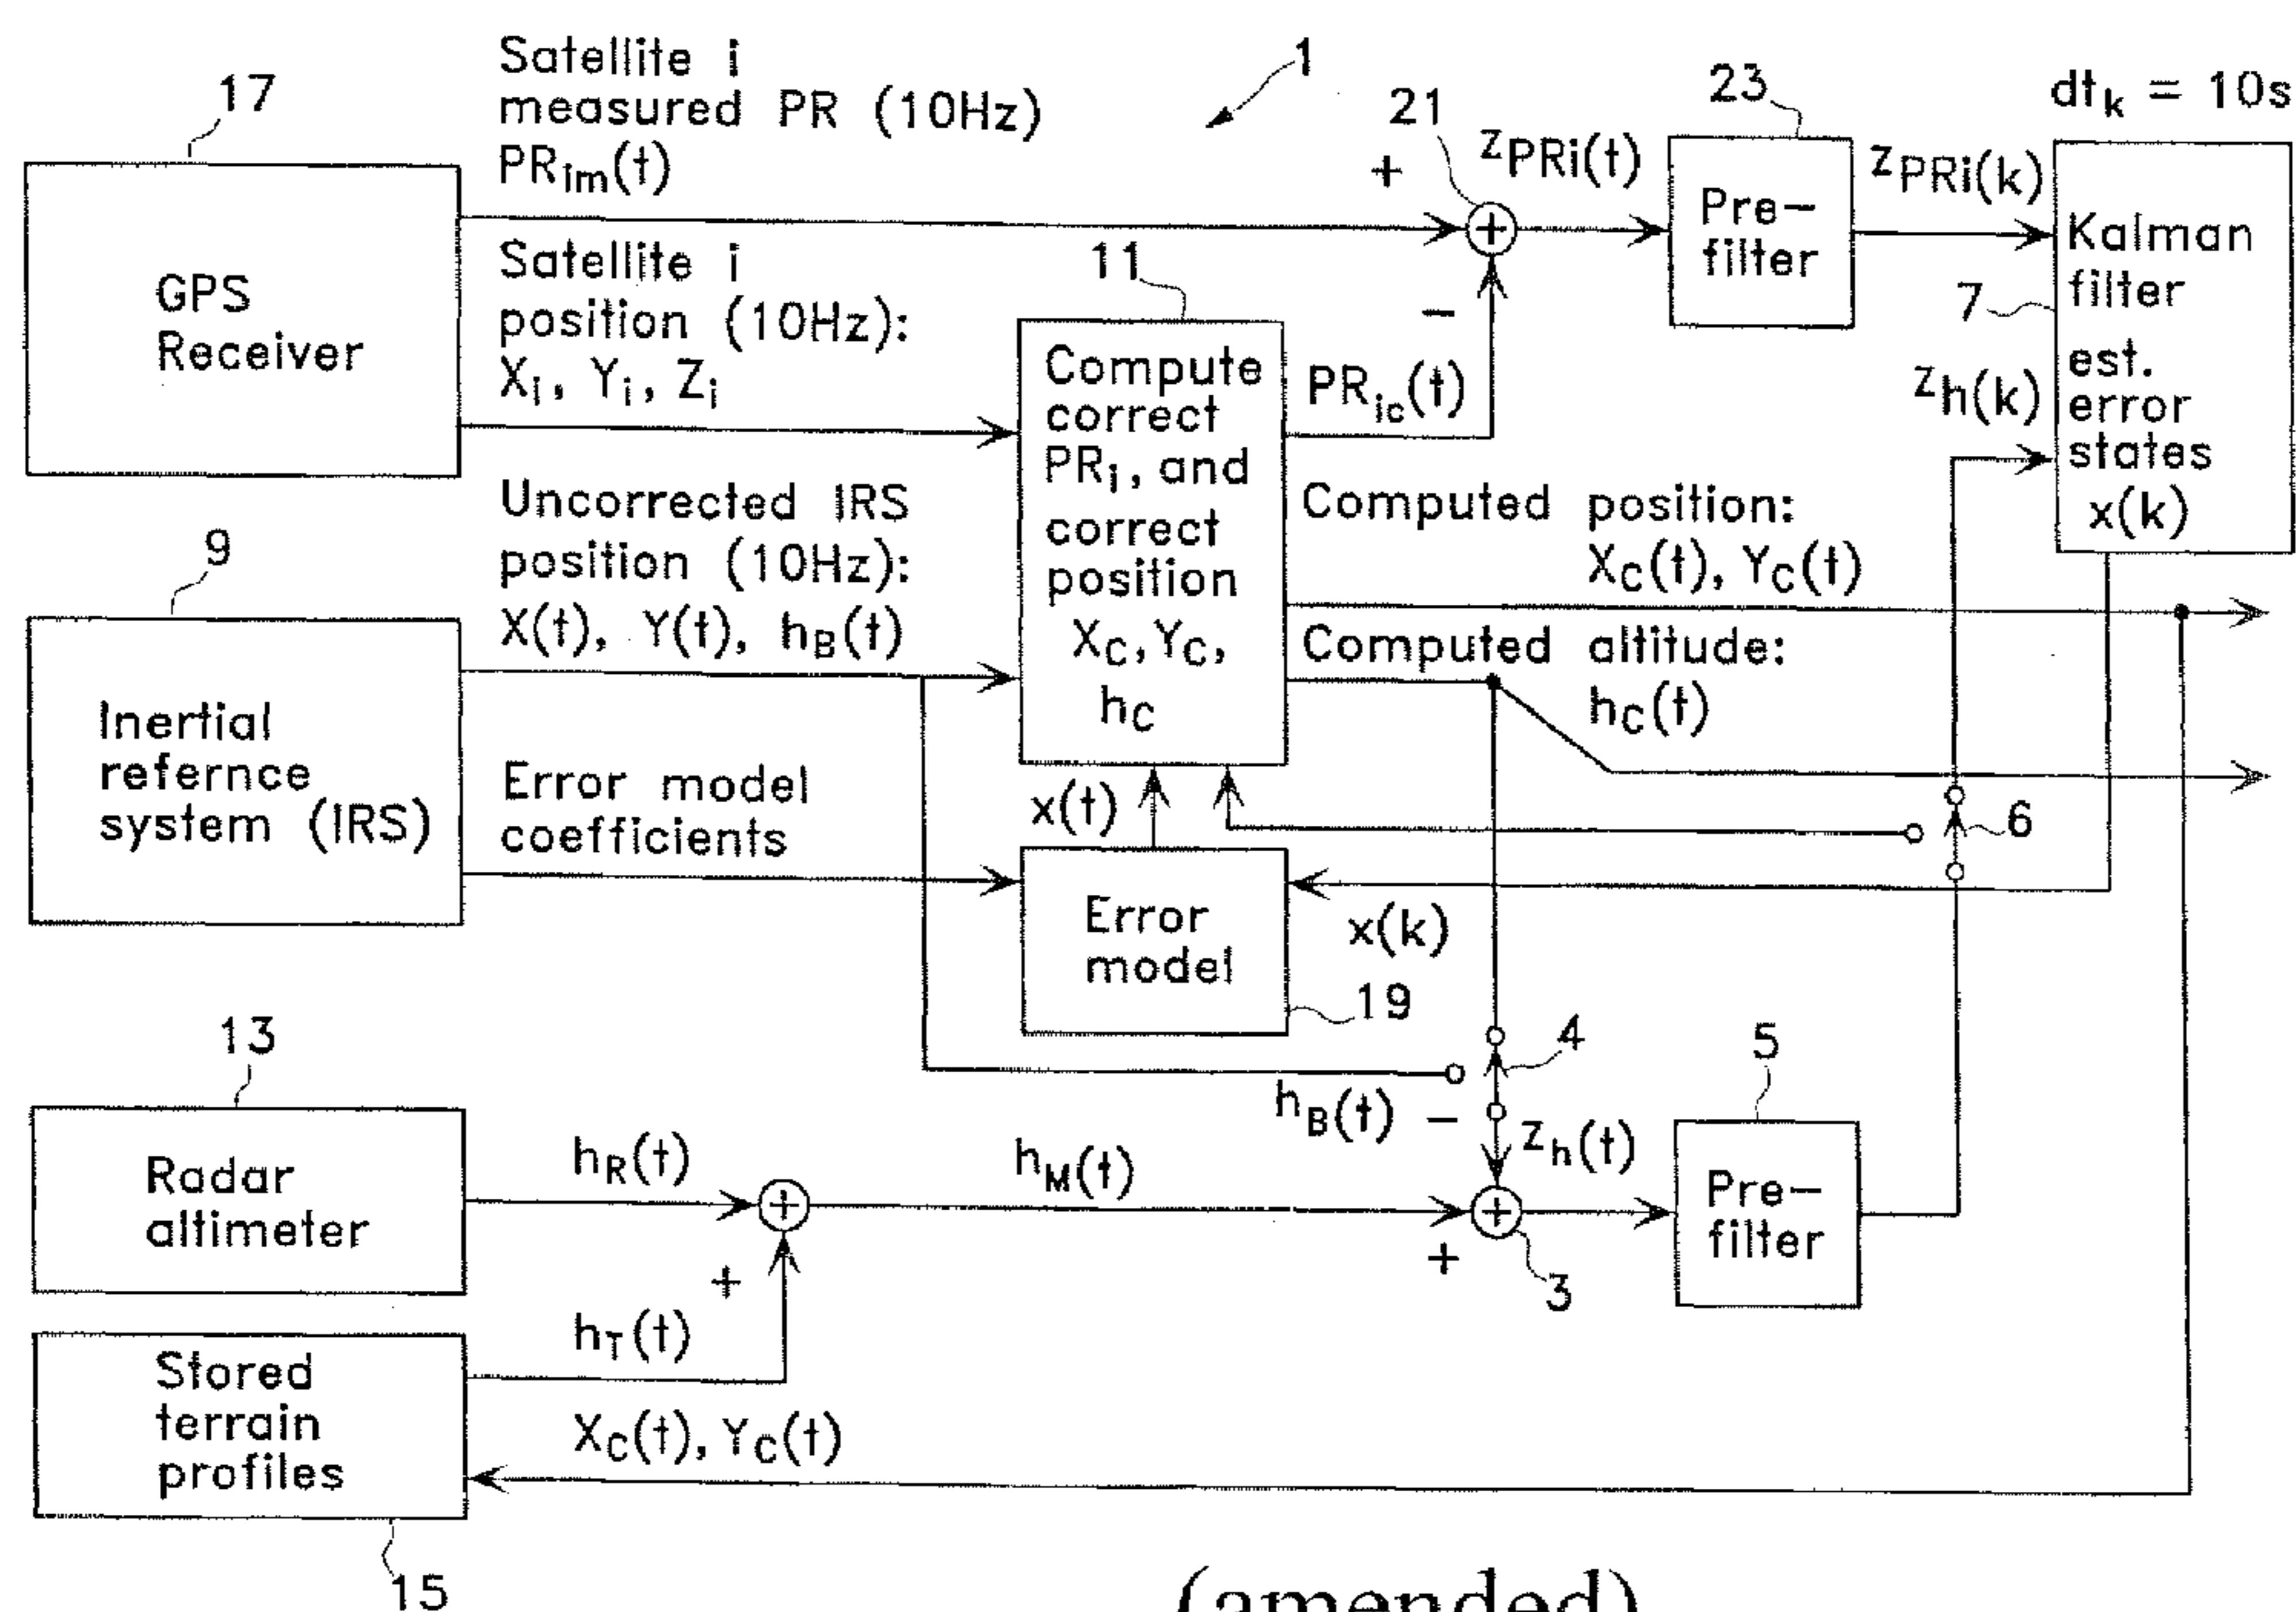 Satellite i
measured PR (10Hz)
PRim(t)
1
17
21
23
dtk = 10s
+
zPRi(t)
zPRi(k)
GPS
Receiver
Satellite i
position (10Hz):
Xi, Yi, Zi
11
-
Pre-
filter
Kalman
filter
est.
error
states
x(k)
7
zh(k)
Compute
correct
PRi, and
correct
position
XC, YC,
hC
PRic(t)
Uncorrected IRS
position (10Hz):
X(t), Y(t), hB(t)
9
Computed position:
XC(t), YC(t)
Computed altitude:
hC(t)
Inertial
refernce
system (IRS)
Error model
coefficients
x(t)
6
Error
model
x(k)
19
13
4
5
hB(t)
-
zh(t)
Radar
altimeter
hR(t)
hM(t)
+
+
3
Pre-
filter
hT(t)
Stored
terrain
profiles
XC(t), YC(t)
15
(amended)